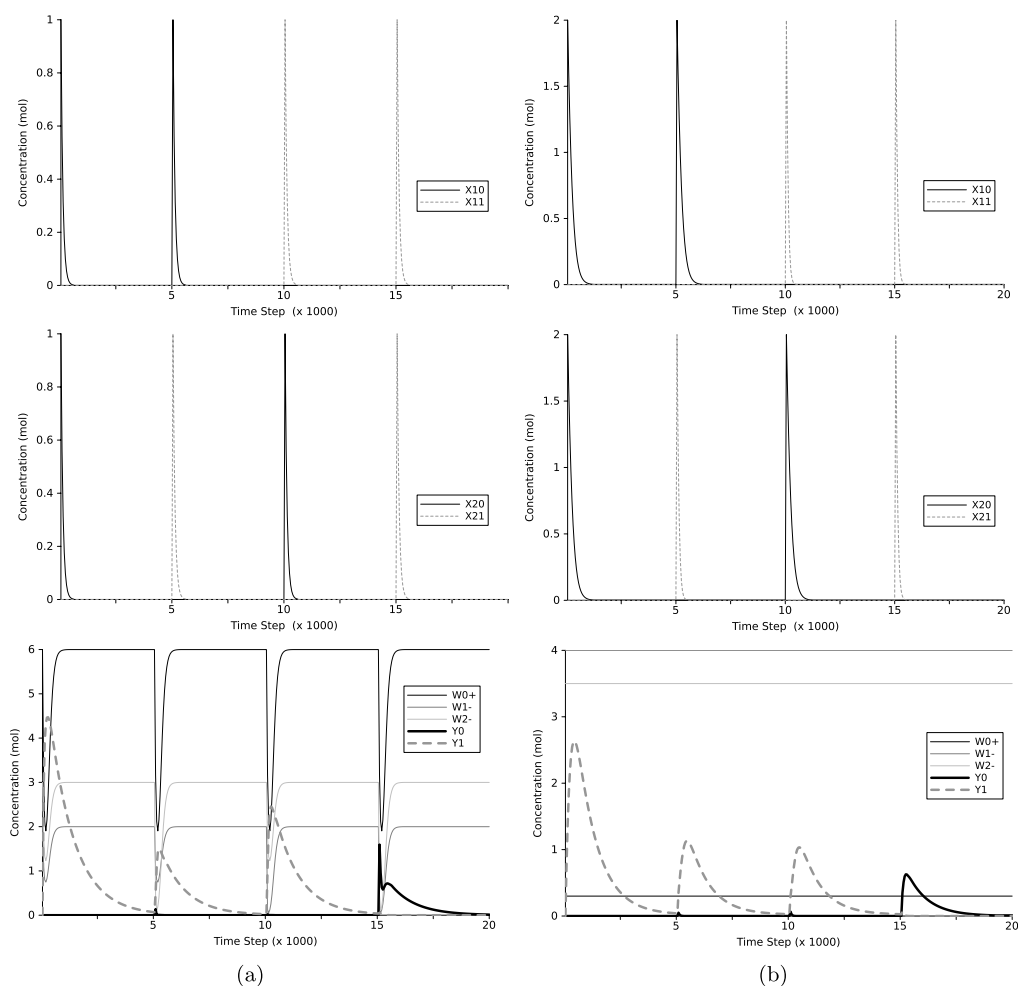 1
0.8
0.6
0.4
0.2
0
Concentration (mol)
X10
X11
5
10
15
Time Step (x 1000)
2
1.5
1
0.5
0
Concentration (mol)
X10
X11
5
10
15
20
Time Step (x 1000)
1
0.8
0.6
0.4
0.2
0
Concentration (mol)
X20
X21
5
10
15
Time Step (x 1000)
2
1.5
1
0.5
0
Concentration (mol)
X20
X21
5
10
15
20
Time Step (x 1000)
6
5
4
3
2
1
0
Concentration (mol)
W0+
W1-
W2-
Y0
Y1
5
10
15
20
Time Step (x 1000)
4
3
2
1
0
Concentration (mol)
W0+
W1-
W2-
Y0
Y1
5
10
15
20
Time Step (x 1000)
(a)
(b)